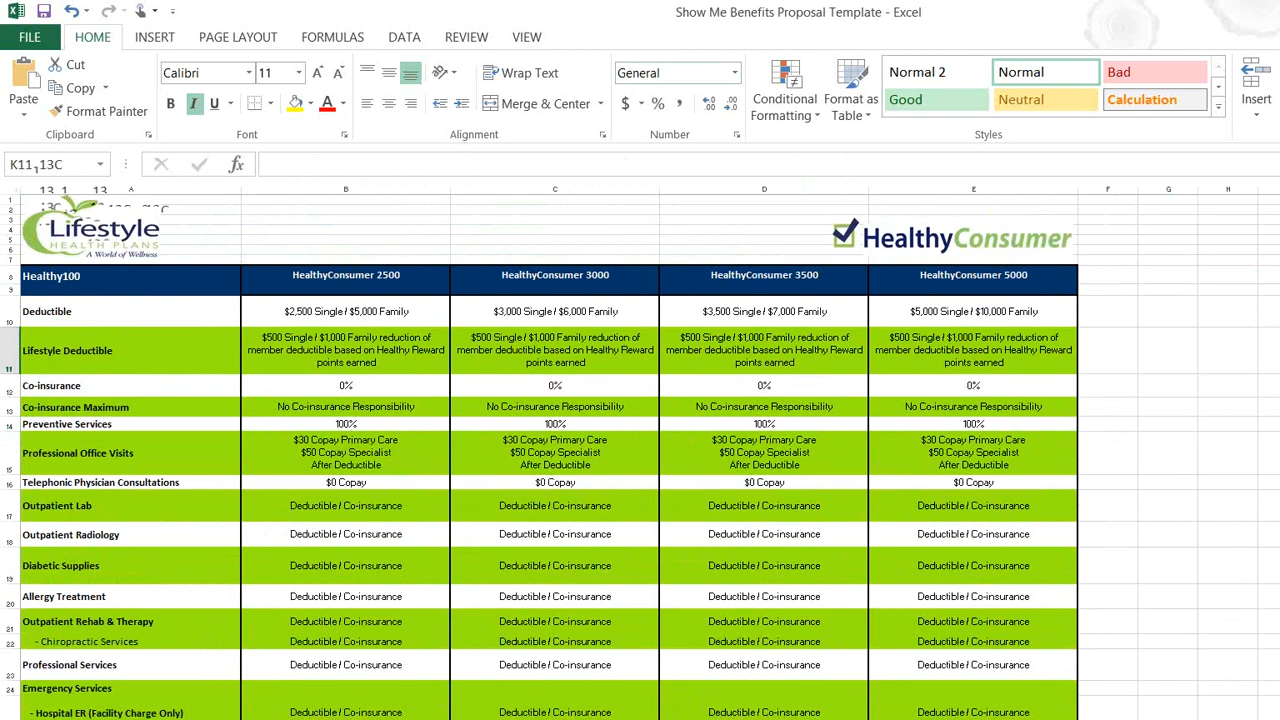 Show Me Benefits Proposal Template - Excel
FILE HOME INSERT PAGE LAYOUT FORMULAS DATA REVIEW VIEW
Paste Cut Copy Format Painter
Calibri 11
B I U A
Wrap Text
Merge & Center
General
$ % ,
Conditional Formatting
Format as Table
Normal 2 Normal Bad
Good Neutral Calculation
Insert
Clipboard Font Alignment Number Styles
fx
A B C D E F G H
Lifestyle
HEALTH PLANS
A World of Wellness
HealthyConsumer
Healthy100 HealthyConsumer 2500 HealthyConsumer 3000 HealthyConsumer 3500 HealthyConsumer 5000
Deductible $2,500 Single / $5,000 Family $3,000 Single / $6,000 Family $3,500 Single / $7,000 Family $5,000 Single / $10,000 Family
Lifestyle Deductible
$500 Single / $1,000 Family reduction of member deductible based on Healthy Reward points earned
$500 Single / $1,000 Family reduction of member deductible based on Healthy Reward points earned
$500 Single / $1,000 Family reduction of member deductible based on Healthy Reward points earned
$500 Single / $1,000 Family reduction of member deductible based on Healthy Reward points earned
Co-insurance 0% 0% 0% 0%
Co-insurance Maximum No Co-insurance Responsibility No Co-insurance Responsibility No Co-insurance Responsibility No Co-insurance Responsibility
Preventive Services 100% 100% 100% 100%
Professional Office Visits
$30 Copay Primary Care $50 Copay Specialist After Deductible
$30 Copay Primary Care $50 Copay Specialist After Deductible
$30 Copay Primary Care $50 Copay Specialist After Deductible
$30 Copay Primary Care $50 Copay Specialist After Deductible
Telephonic Physician Consultations $0 Copay $0 Copay $0 Copay $0 Copay
Outpatient Lab Deductible / Co-insurance Deductible / Co-insurance Deductible / Co-insurance Deductible / Co-insurance
Outpatient Radiology Deductible / Co-insurance Deductible / Co-insurance Deductible / Co-insurance Deductible / Co-insurance
Diabetic Supplies Deductible / Co-insurance Deductible / Co-insurance Deductible / Co-insurance Deductible / Co-insurance
Allergy Treatment Deductible / Co-insurance Deductible / Co-insurance Deductible / Co-insurance Deductible / Co-insurance
Outpatient Rehab & Therapy Deductible / Co-insurance Deductible / Co-insurance Deductible / Co-insurance Deductible / Co-insurance
- Chiropractic Services Deductible / Co-insurance Deductible / Co-insurance Deductible / Co-insurance Deductible / Co-insurance
Professional Services Deductible / Co-insurance Deductible / Co-insurance Deductible / Co-insurance Deductible / Co-insurance
Emergency Services
- Hospital ER (Facility Charge Only) Deductible / Co-insurance Deductible / Co-insurance Deductible / Co-insurance Deductible / Co-insurance